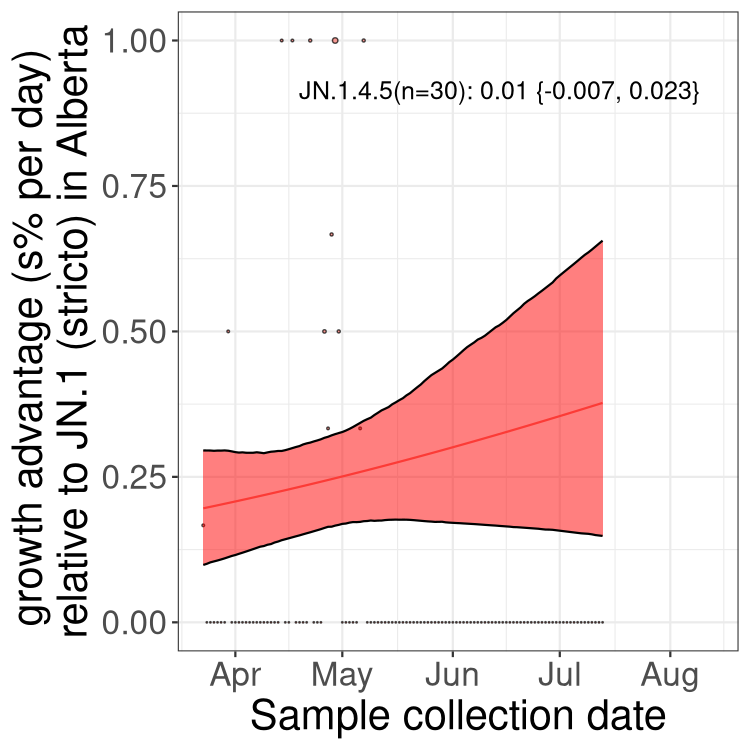 growth advantage (s% per day)
relative to JN.1 (stricto) in Alberta
1.00
0.75
0.50
0.25
0.00
JN.1.4.5(n=30): 0.01 {-0.007, 0.023}
Apr May Jun Jul Aug
Sample collection date